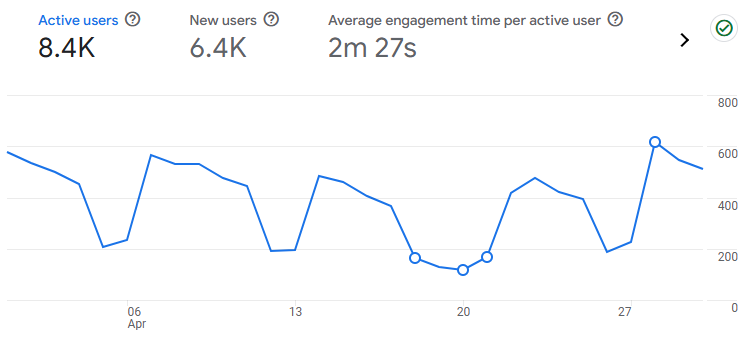 Active users New users Average engagement time per active user
8.4K 6.4K 2m 27s
800
600
400
200
0
06 13 20 27
Apr